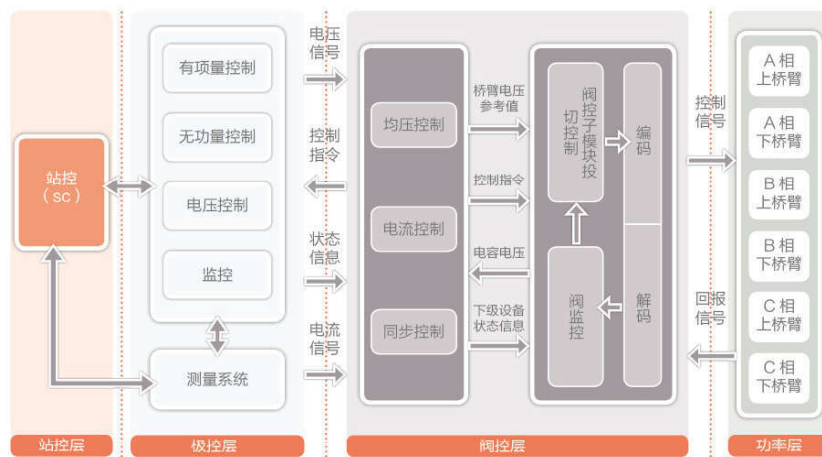 站控
（SC）
站控层
有项量控制
无功量控制
电压控制
监控
测量系统
极控层
电压
信号
控制
指令
状态
信息
电流
信号
均压控制
电流控制
同步控制
桥臂电压
参考值
控制指令
电容电压
下级设备
状态信息
阀控子模块投
切控制
编码
阀监控
解码
阀控层
控制
信号
回报
信号
A 相
上桥臂
A 相
下桥臂
B 相
上桥臂
B 相
下桥臂
C 相
上桥臂
C 相
下桥臂
功率层